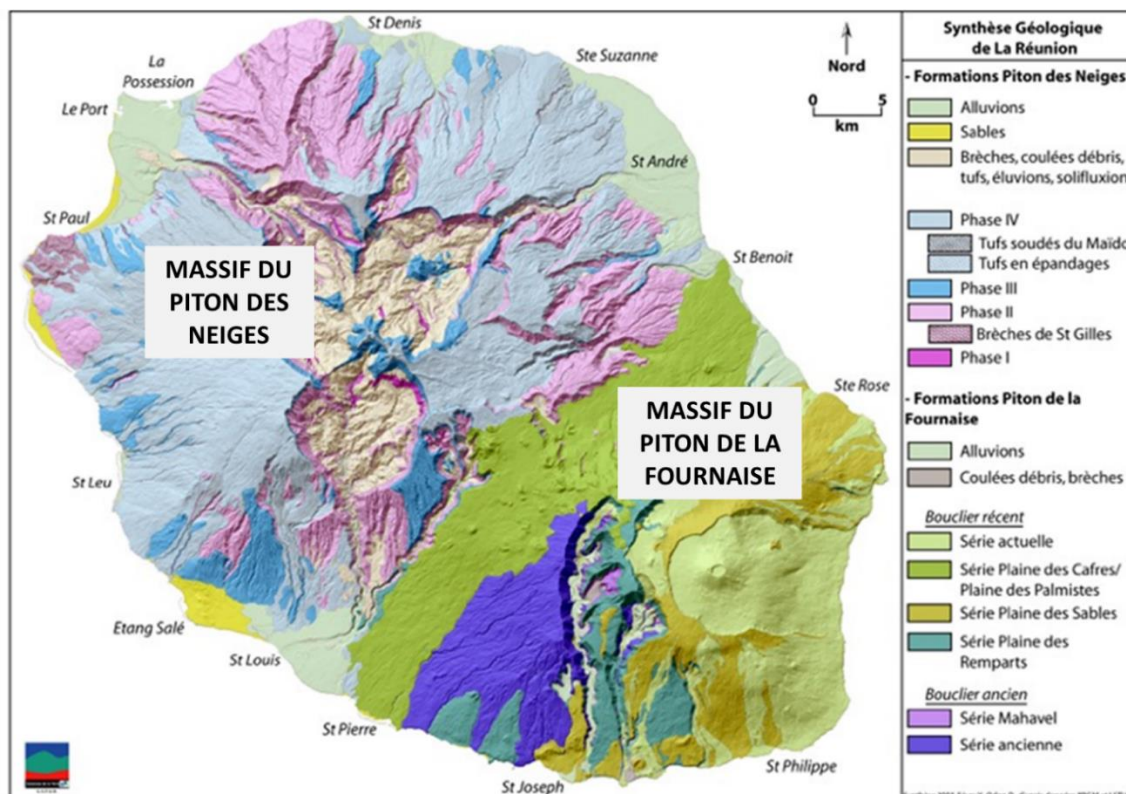 St Denis
Ste Suzanne
La
Possession
Le Port
Nord
0 5
km
St André
St Paul
St Benoit
MASSIF DU
PITON DES
NEIGES
MASSIF DU
PITON DE LA
FOURNAISE
Ste Rose
St Leu
Etang Salé
St Louis
St Pierre
St Joseph
St Philippe
Synthèse Géologique
de La Réunion
- Formations Piton des Neiges
Alluvions
Sables
Brèches, coulées débris,
tufs, éluvions, solifluxion
Phase IV
Tufs soudés du Maïdo
Tufs en épandages
Phase III
Phase II
Brèches de St Gilles
Phase I
- Formations Piton de la
Fournaise
Alluvions
Coulées débris, brèches
Bouclier récent
Série actuelle
Série Plaine des Cafres/
Plaine des Palmistes
Série Plaine des Sables
Série Plaine des
Remparts
Bouclier ancien
Série Mahavel
Série ancienne